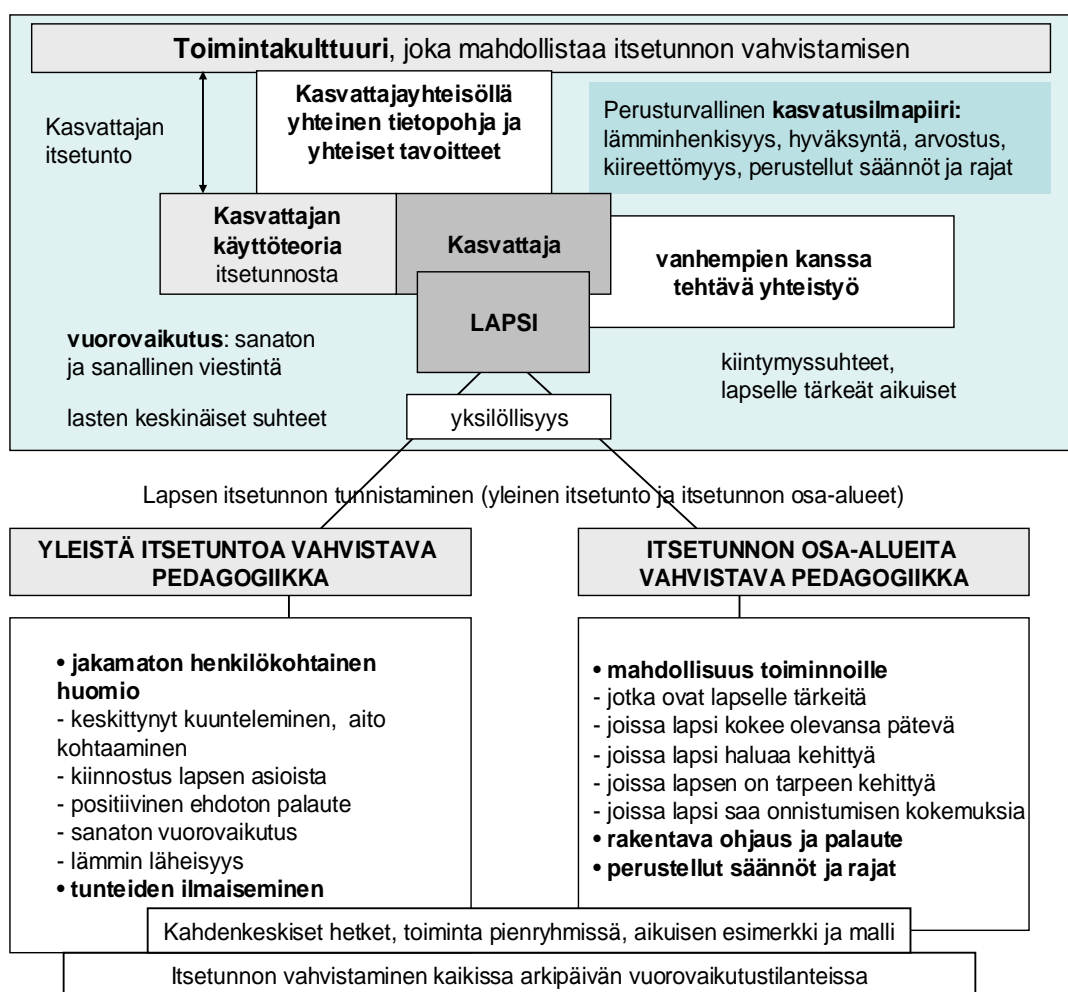 Toimintakulttuuri, joka mahdollistaa itsetunnon vahvistamisen
Kasvattajan
itsetunto
Kasvattajayhteisöllä
yhteinen tietopohja ja
yhteiset tavoitteet
Perusturvallinen kasvatusilmapiiri:
lämminhenkisyys, hyväksyntä, arvostus,
kiireettömyys, perustellut säännöt ja rajat
Kasvattajan
käyttöteoria
itsetunnosta
Kasvattaja
vanhempien kanssa
tehtävä yhteistyö
LAPSI
vuorovaikutus: sanaton
ja sanallinen viestintä
lasten keskinäiset suhteet
kiintymyssuhteet,
lapselle tärkeät aikuiset
yksilöllisyys
Lapsen itsetunnon tunnistaminen (yleinen itsetunto ja itsetunnon osa-alueet)
YLEISTÄ ITSETUNTOA VAHVISTAVA
PEDAGOGIIKKA
• jakamaton henkilökohtainen
huomio
- keskittynyt kuunteleminen, aito
kohtaaminen
- kiinnostus lapsen asioista
- positiivinen ehdoton palaute
- sanaton vuorovaikutus
- lämmin läheisyys
• tunteiden ilmaiseminen
ITSETUNNON OSA-ALUEITA
VAHVISTAVA PEDAGOGIIKKA
• mahdollisuus toiminnoille
- jotka ovat lapselle tärkeitä
- joissa lapsi kokee olevansa pätevä
- joissa lapsi haluaa kehittyä
- joissa lapsen on tarpeen kehittyä
- joissa lapsi saa onnistumisen kokemuksia
• rakentava ohjaus ja palaute
• perustellut säännöt ja rajat
Kahdenkeskiset hetket, toiminta pienryhmissä, aikuisen esimerkki ja malli
Itsetunnon vahvistaminen kaikissa arkipäivän vuorovaikutustilanteissa